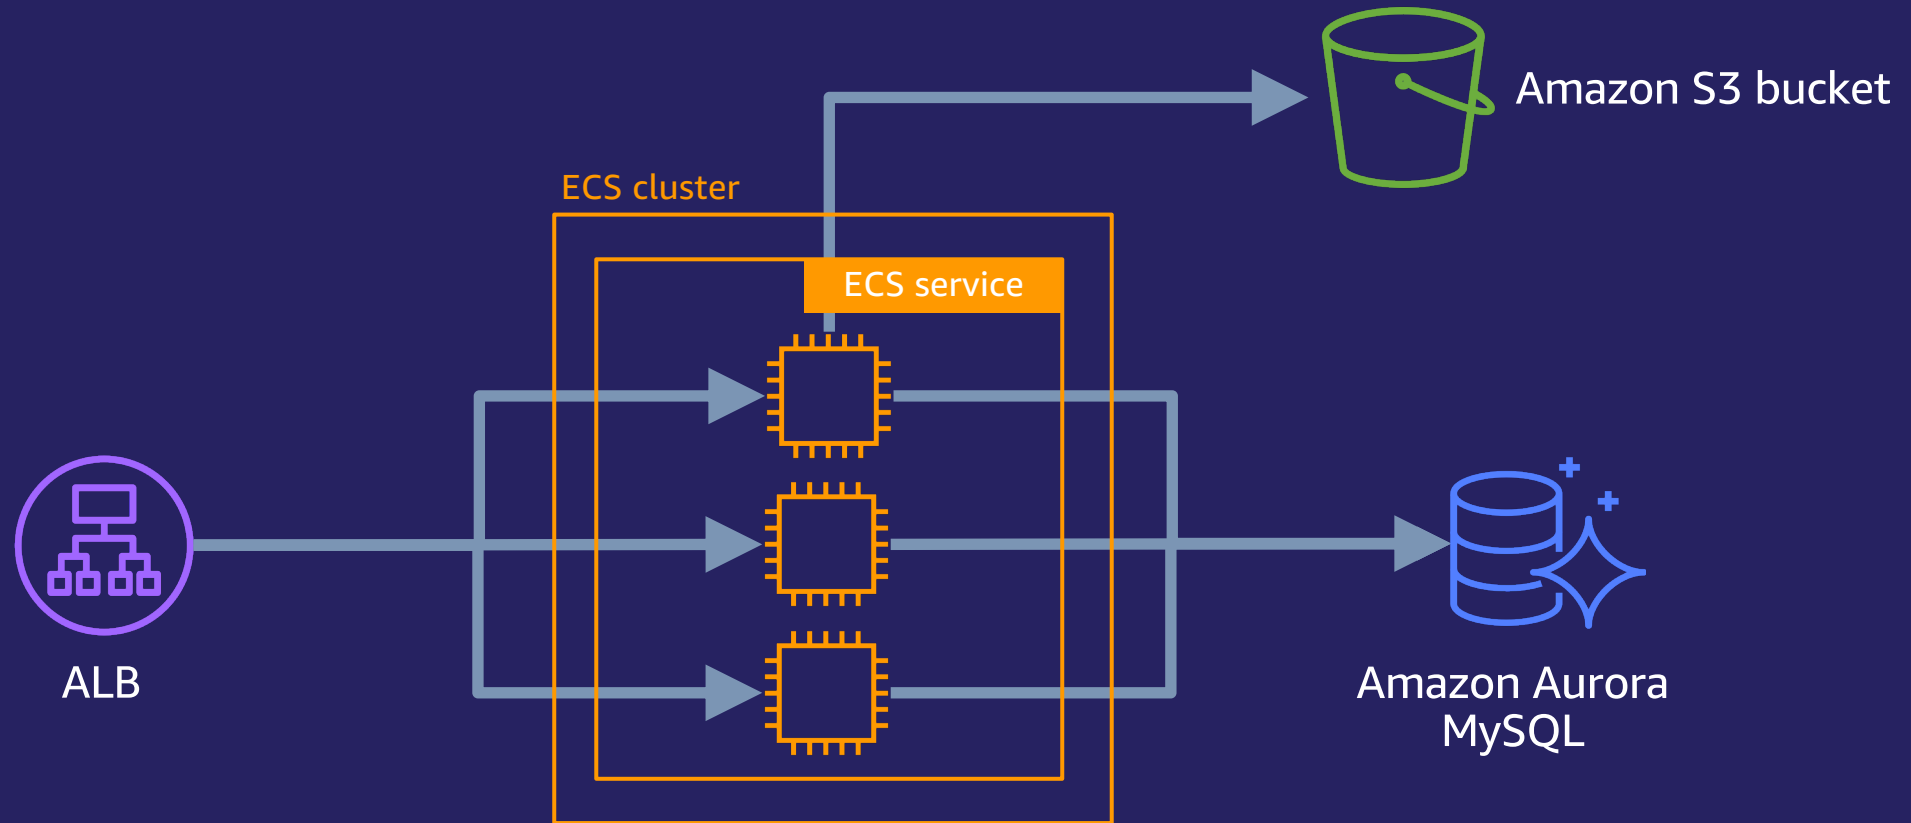 Amazon S3 bucket
ECS cluster
ECS service
ALB
Amazon Aurora
MySQL